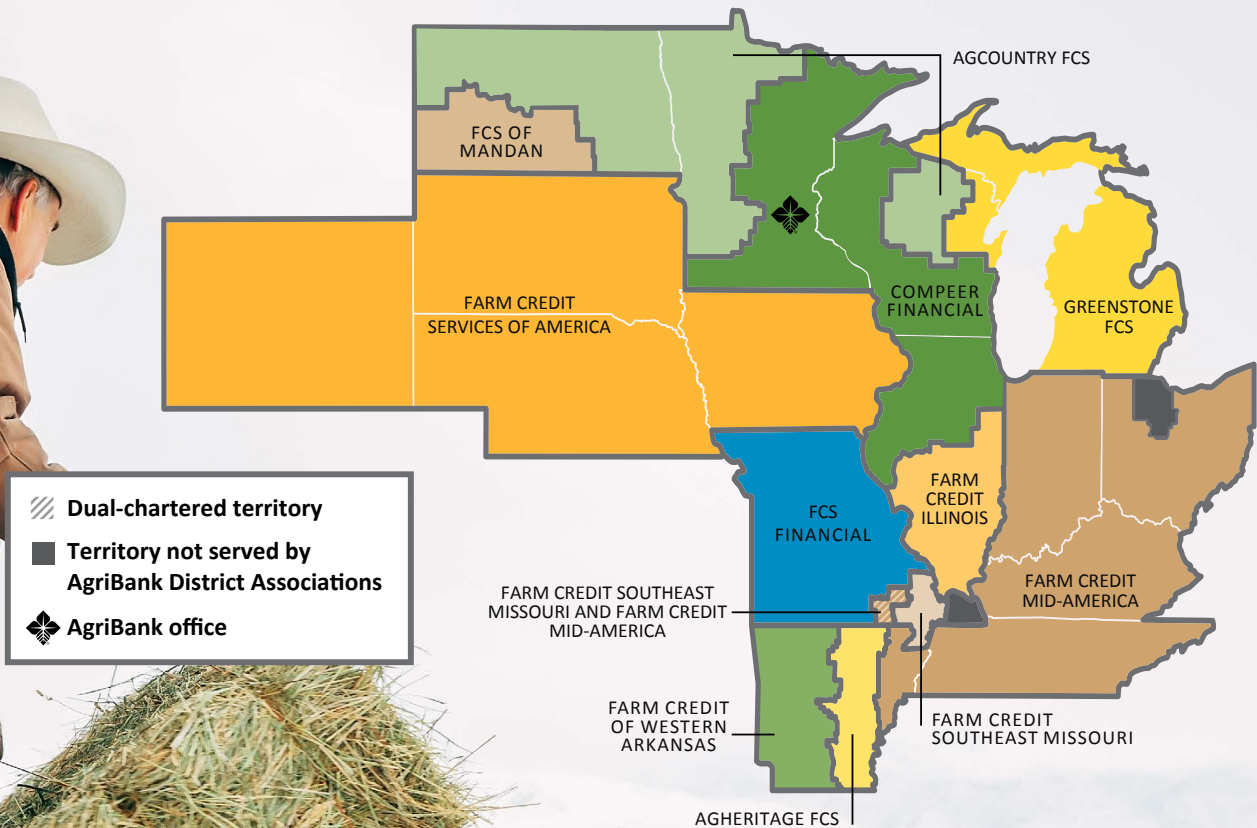 AGCOUNTRY FCS
FCS OF
MANDAN
FARM CREDIT
SERVICES OF AMERICA
COMPEER
FINANCIAL
GREENSTONE
FCS
FARM
CREDIT
ILLINOIS
FCS
FINANCIAL
FARM CREDIT
MID-AMERICA
FARM CREDIT SOUTHEAST
MISSOURI AND FARM CREDIT
MID-AMERICA
FARM CREDIT
OF WESTERN
ARKANSAS
FARM CREDIT
SOUTHEAST MISSOURI
AGHERITAGE FCS
Dual-chartered territory
Territory not served by
AgriBank District Associations
AgriBank office